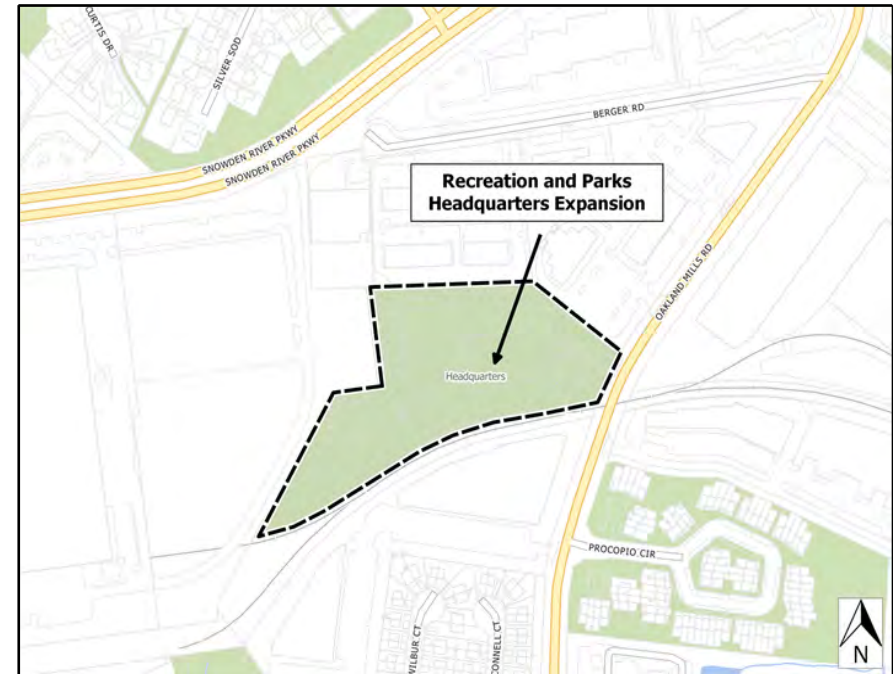 CURTIS DR
SILVER SOD
BERGER RD
SNOWDEN RIVER PKWY
SNOWDEN RIVER PKWY
Recreation and Parks
Headquarters Expansion
OAKLAND MILLS RD
Headquarters
PROCOPIO CIR
WILBUR CT
CONNELL CT
N